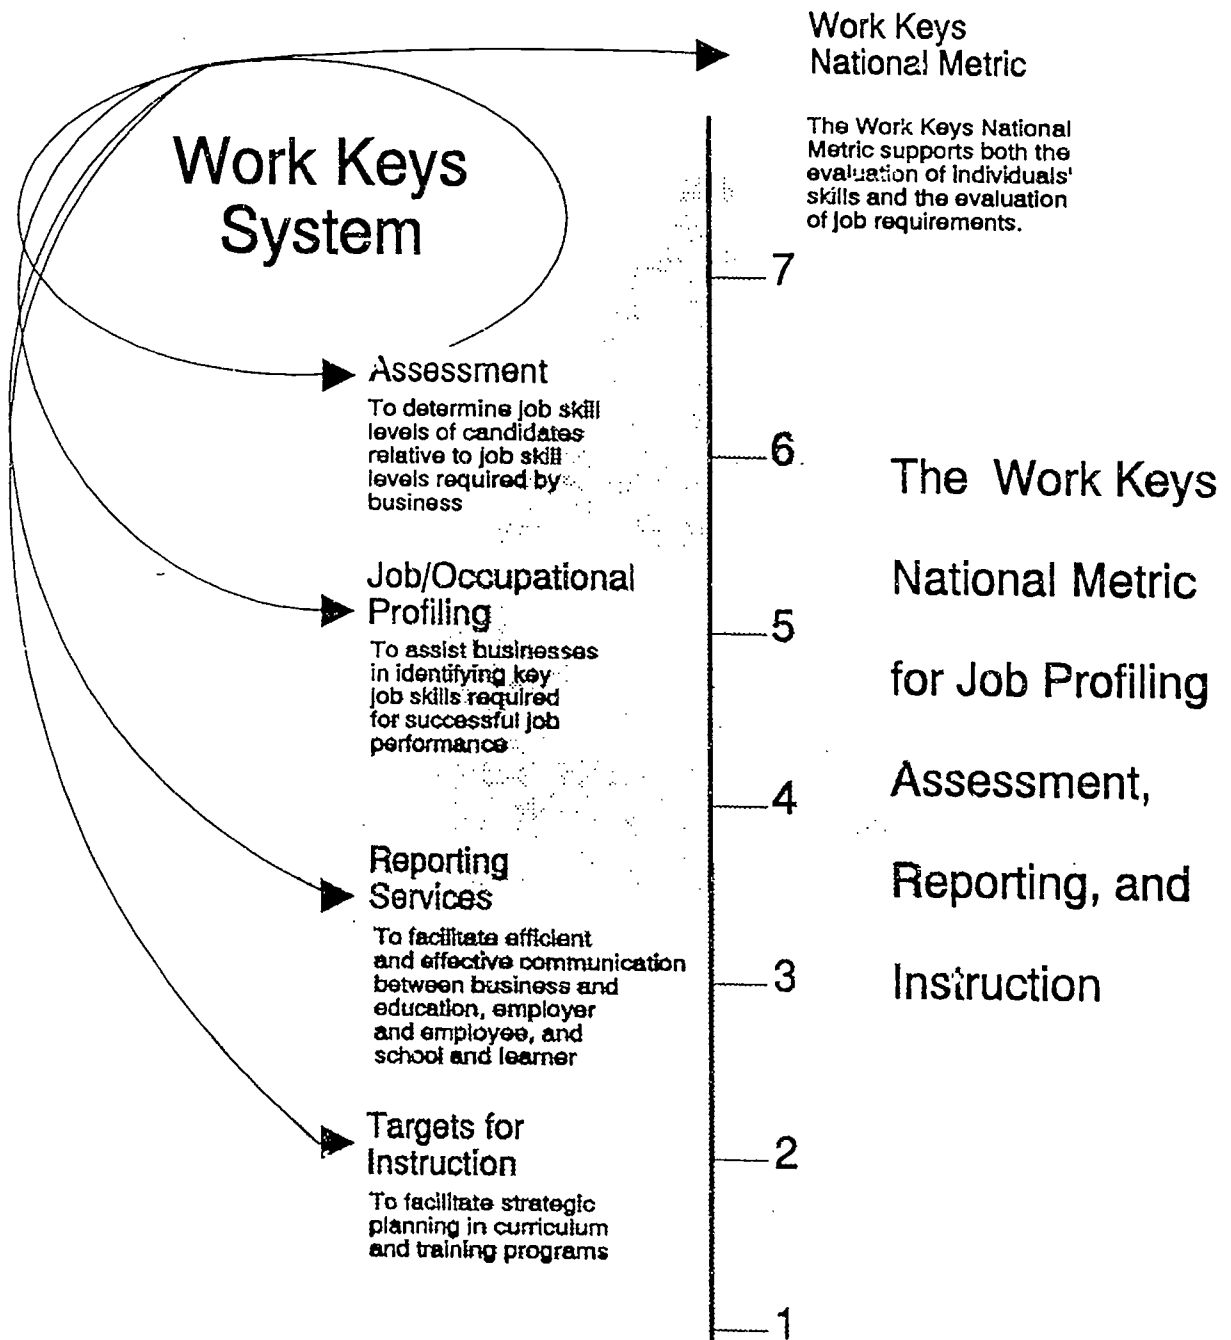 Work Keys
National Metric
The Work Keys National
Metric supports both the
evaluation of individuals'
skills and the evaluation
of job requirements.
Work Keys
System
Assessment
To determine job skill
levels of candidates
relative to job skill
levels required by
business
Job/Occupational
Profiling
To assist businesses
in identifying key
job skills required
for successful job
performance
Reporting
Services
To facilitate efficient
and effective communication
between business and
education, employer
and employee, and
school and learner
Targets for
Instruction
To facilitate strategic
planning in curriculum
and training programs
7
6
5
4
3
2
1
The Work Keys
National Metric
for Job Profiling
Assessment,
Reporting, and
Instruction